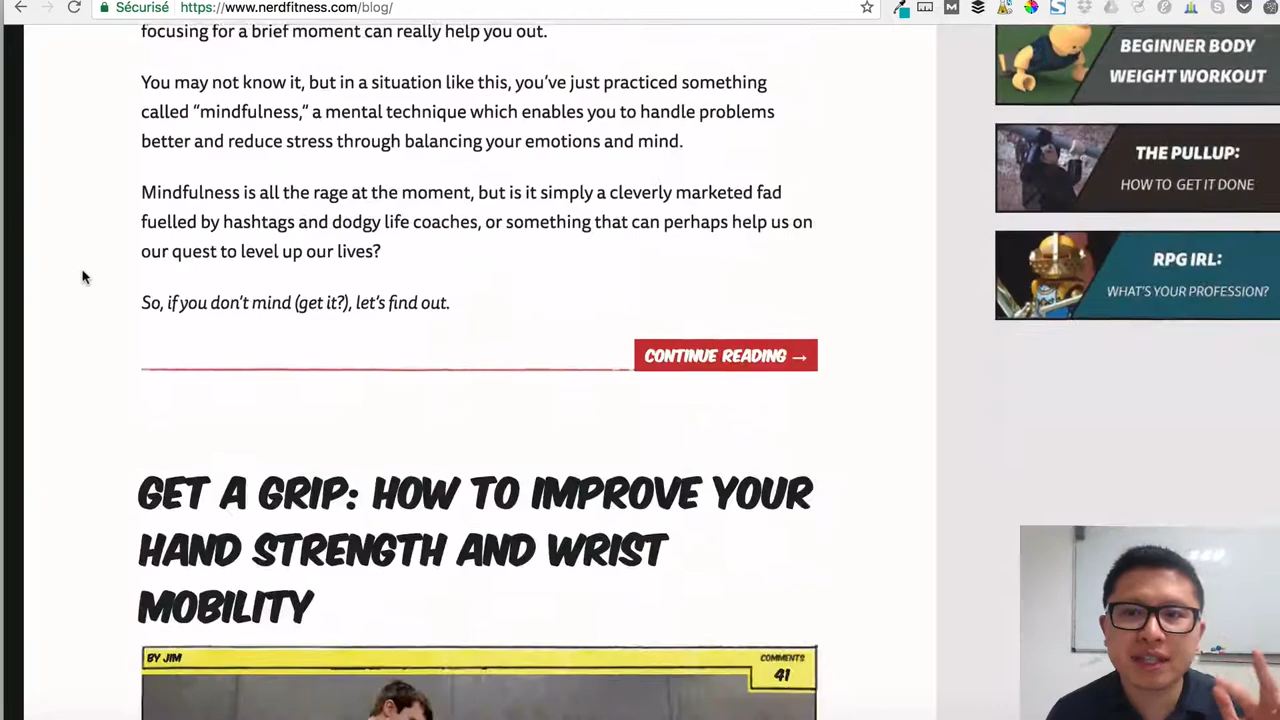 Sécurisé https://www.nerdfitness.com/blog/
focusing for a brief moment can really help you out.
You may not know it, but in a situation like this, you've just practiced something
called “mindfulness,” a mental technique which enables you to handle problems
better and reduce stress through balancing your emotions and mind.
Mindfulness is all the rage at the moment, but is it simply a cleverly marketed fad
fuelled by hashtags and dodgy life coaches, or something that can perhaps help us on
our quest to level up our lives?
So, if you don't mind (get it?), let's find out.
CONTINUE READING →
GET A GRIP: HOW TO IMPROVE YOUR
HAND STRENGTH AND WRIST
MOBILITY
BY JIM
COMMENTS
41
BEGINNER BODY
WEIGHT WORKOUT
THE PULLUP:
HOW TO GET IT DONE
RPG IRL:
WHAT'S YOUR PROFESSION?